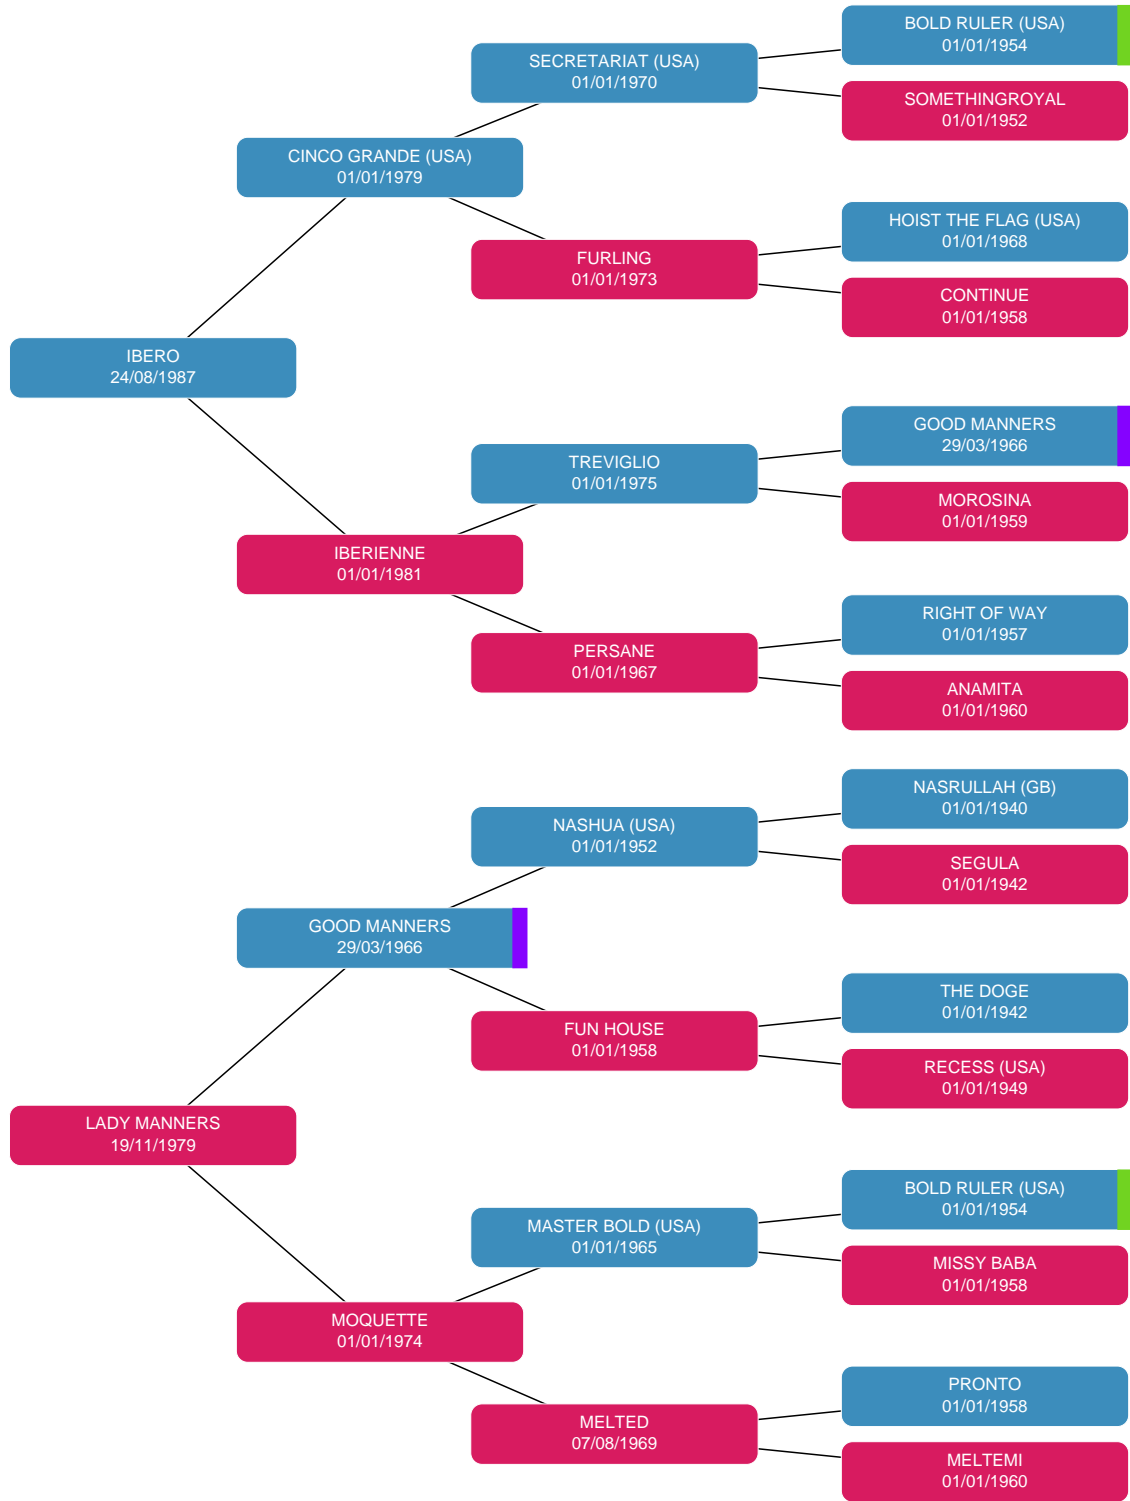 BOLD RULER (USA)
01/01/1954
SECRETARIAT (USA)
01/01/1970
SOMETHINGROYAL
01/01/1952
CINCO GRANDE (USA)
01/01/1979
HOIST THE FLAG (USA)
01/01/1968
FURLING
01/01/1973
CONTINUE
01/01/1958
IBERO
24/08/1987
GOOD MANNERS
29/03/1966
TREVIGLIO
01/01/1975
MOROSINA
01/01/1959
IBERIENNE
01/01/1981
RIGHT OF WAY
01/01/1957
PERSANE
01/01/1967
ANAMITA
01/01/1960
NASRULLAH (GB)
01/01/1940
NASHUA (USA)
01/01/1952
SEGULA
01/01/1942
GOOD MANNERS
29/03/1966
THE DOGE
01/01/1942
FUN HOUSE
01/01/1958
RECESS (USA)
01/01/1949
LADY MANNERS
19/11/1979
BOLD RULER (USA)
01/01/1954
MASTER BOLD (USA)
01/01/1965
MISSY BABA
01/01/1958
MOQUETTE
01/01/1974
PRONTO
01/01/1958
MELTED
07/08/1969
MELTEMI
01/01/1960